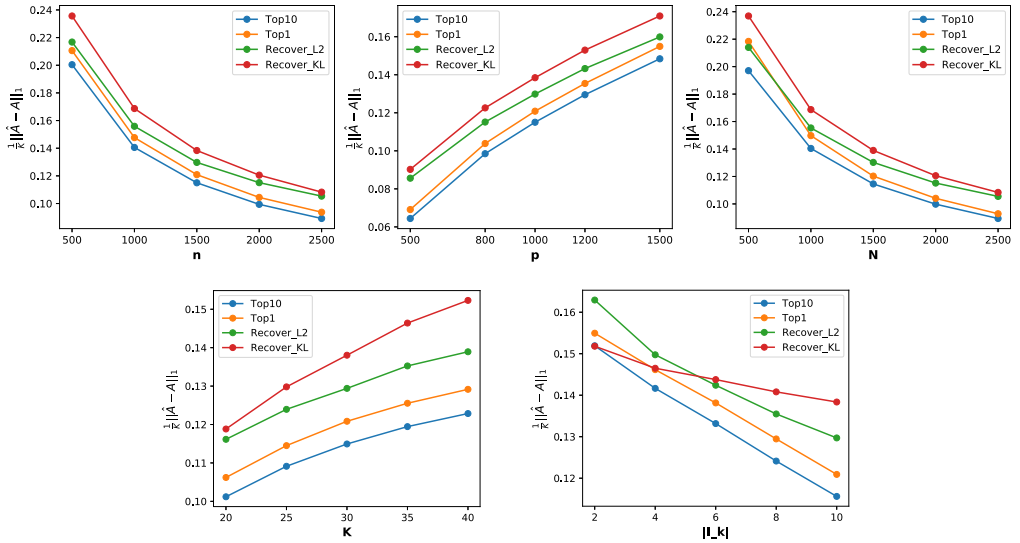 0.24
0.22
0.20
0.18
0.16
0.14
0.12
0.10
500 1000 1500 2000 2500
n
1/K ||Â − A||₁
Top10
Top1
Recover_L2
Recover_KL
0.16
0.14
0.12
0.10
0.08
0.06
500 800 1000 1200 1500
p
1/K ||Â − A||₁
Top10
Top1
Recover_L2
Recover_KL
0.24
0.22
0.20
0.18
0.16
0.14
0.12
0.10
500 1000 1500 2000 2500
N
1/K ||Â − A||₁
Top10
Top1
Recover_L2
Recover_KL
0.15
0.14
0.13
0.12
0.11
0.10
20 25 30 35 40
K
1/K ||Â − A||₁
Top10
Top1
Recover_L2
Recover_KL
0.16
0.15
0.14
0.13
0.12
2 4 6 8 10
|I_k|
1/K ||Â − A||₁
Top10
Top1
Recover_L2
Recover_KL